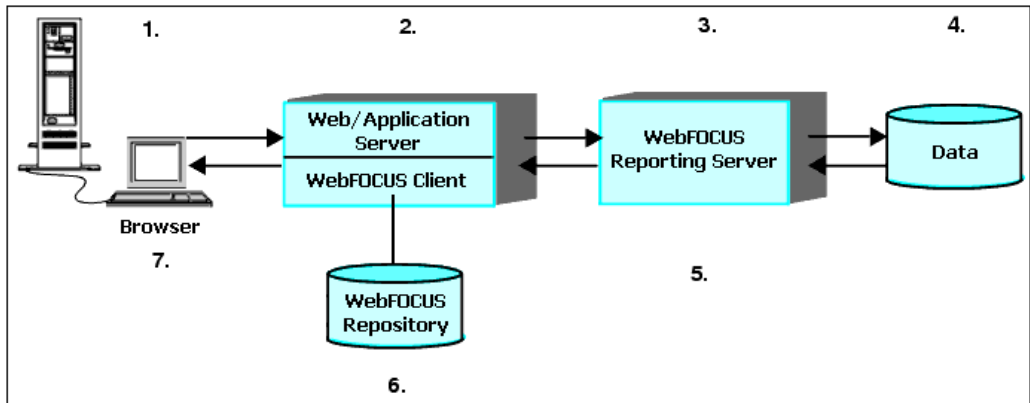 1.
2.
3.
4.
Web/Application
Server
WebFOCUS Client
WebFOCUS
Reporting Server
Data
Browser
7.
5.
WebFOCUS
Repository
6.